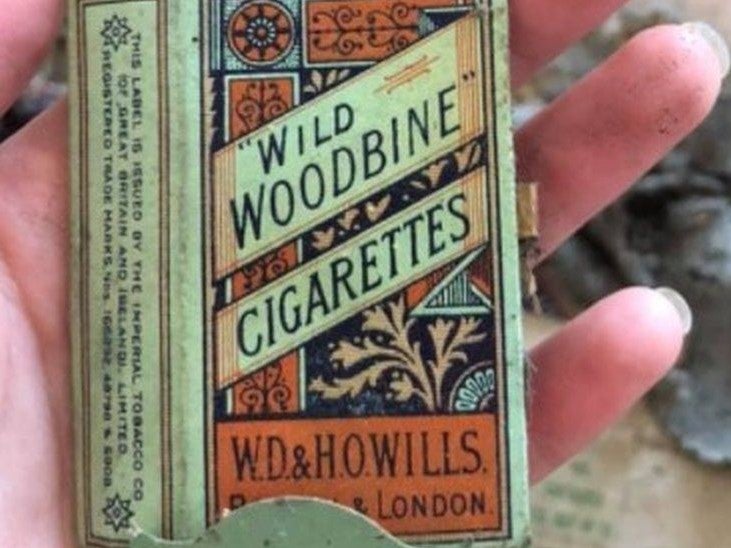 "WILD
WOODBINE"
CIGARETTES
W.D.&H.O.WILLS.
& LONDON.
THIS LABEL IS ISSUED BY THE IMPERIAL TOBACCO CO
(OF GREAT BRITAIN AND IRELAND), LIMITED.
REGISTERED TRADE MARKS, Nos.